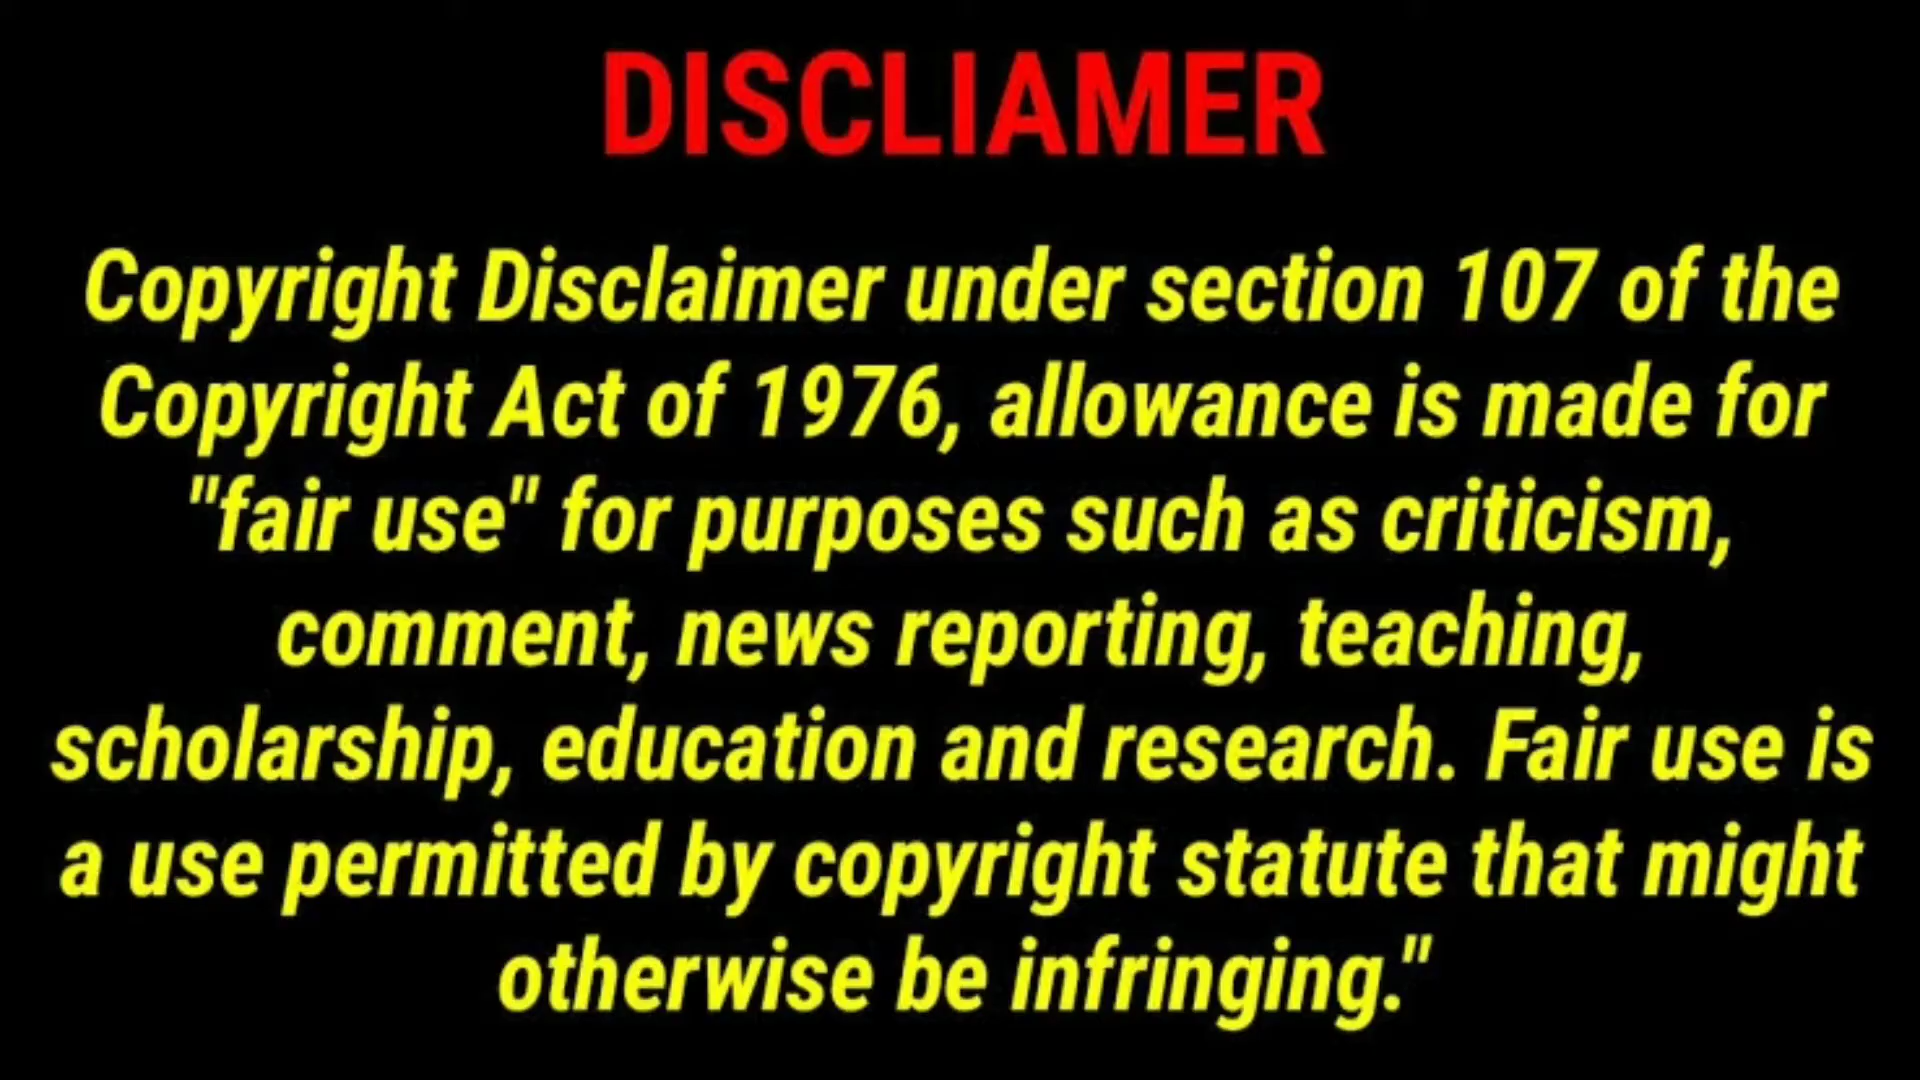 DISCLIAMER
Copyright Disclaimer under section 107 of the
Copyright Act of 1976, allowance is made for
"fair use" for purposes such as criticism,
comment, news reporting, teaching,
scholarship, education and research. Fair use is
a use permitted by copyright statute that might
otherwise be infringing."